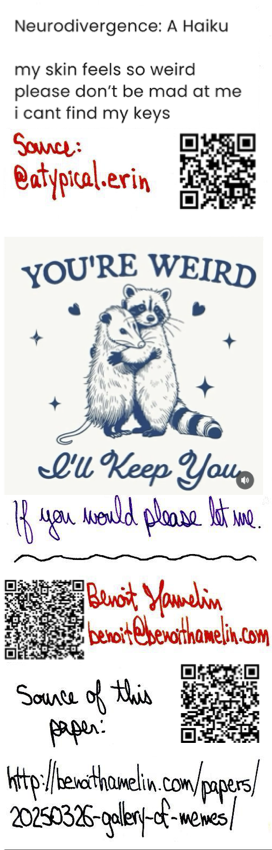 Neurodivergence: A Haiku
my skin feels so weird
please don't be mad at me
i cant find my keys
Source:
@atypical.erin
YOU'RE WEIRD
I'll Keep You
If you would please let me.
Benoit Hamelin
benoit@benoithamelin.com
Source of this
paper:
http://benoithamelin.com/papers/
20250326-gallery-of-memes/